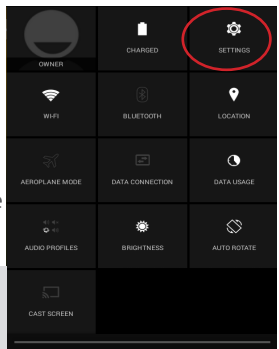 OWNER
CHARGED
SETTINGS
WI-FI
BLUETOOTH
LOCATION
AEROPLANE MODE
DATA CONNECTION
DATA USAGE
AUDIO PROFILES
BRIGHTNESS
AUTO ROTATE
CAST SCREEN